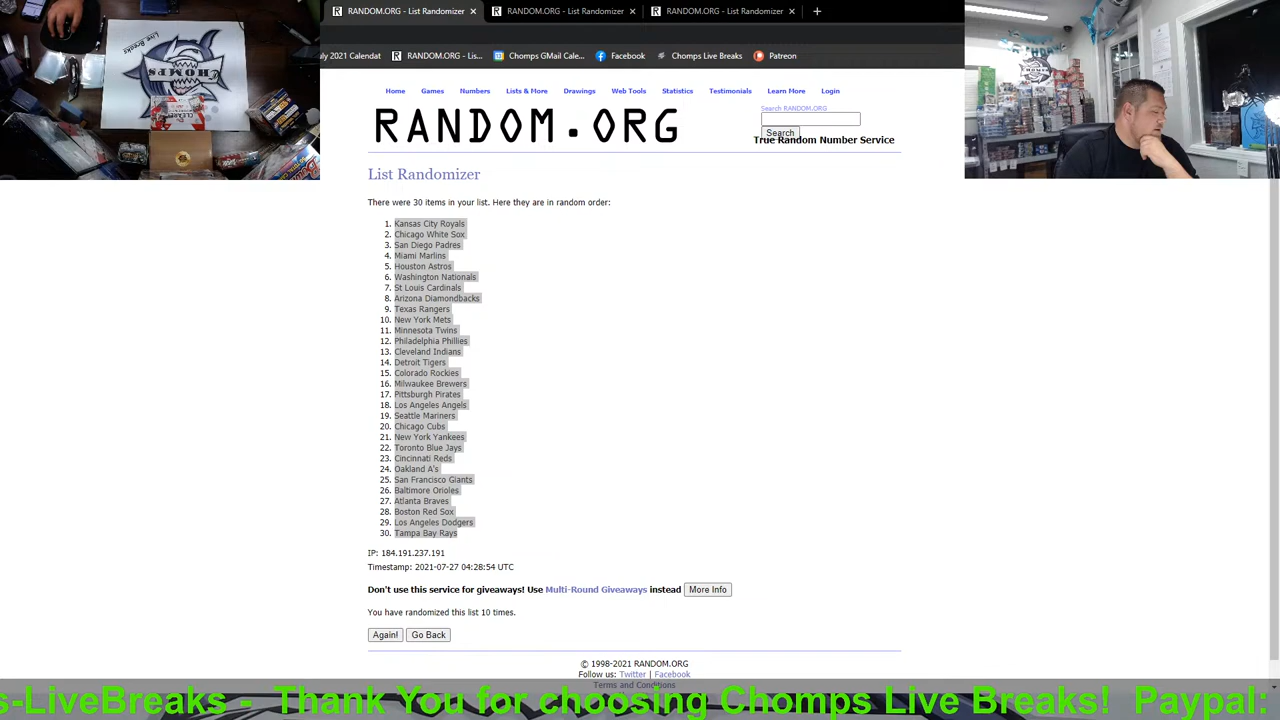 RANDOM.ORG - List Randomizer × RANDOM.ORG - List Randomizer × RANDOM.ORG - List Randomizer × +
ly 2021 Calendat RANDOM.ORG - Lis... Chomps GMail Cale... Facebook Chomps Live Breaks Patreon
Live Breaks
CHOMPS
Home Games Numbers Lists & More Drawings Web Tools Statistics Testimonials Learn More Login
RANDOM.ORG
Search RANDOM.ORG
Search
True Random Number Service
List Randomizer
There were 30 items in your list. Here they are in random order:
1. Kansas City Royals
2. Chicago White Sox
3. San Diego Padres
4. Miami Marlins
5. Houston Astros
6. Washington Nationals
7. St Louis Cardinals
8. Arizona Diamondbacks
9. Texas Rangers
10. New York Mets
11. Minnesota Twins
12. Philadelphia Phillies
13. Cleveland Indians
14. Detroit Tigers
15. Colorado Rockies
16. Milwaukee Brewers
17. Pittsburgh Pirates
18. Los Angeles Angels
19. Seattle Mariners
20. Chicago Cubs
21. New York Yankees
22. Toronto Blue Jays
23. Cincinnati Reds
24. Oakland A's
25. San Francisco Giants
26. Baltimore Orioles
27. Atlanta Braves
28. Boston Red Sox
29. Los Angeles Dodgers
30. Tampa Bay Rays
IP: 184.191.237.191
Timestamp: 2021-07-27 04:28:54 UTC
Don't use this service for giveaways! Use Multi-Round Giveaways instead More Info
You have randomized this list 10 times.
Again! Go Back
© 1998-2021 RANDOM.ORG
Follow us: Twitter | Facebook
Terms and Conditions
s-LiveBreaks - Thank You for choosing Chomps Live Breaks! Paypal: